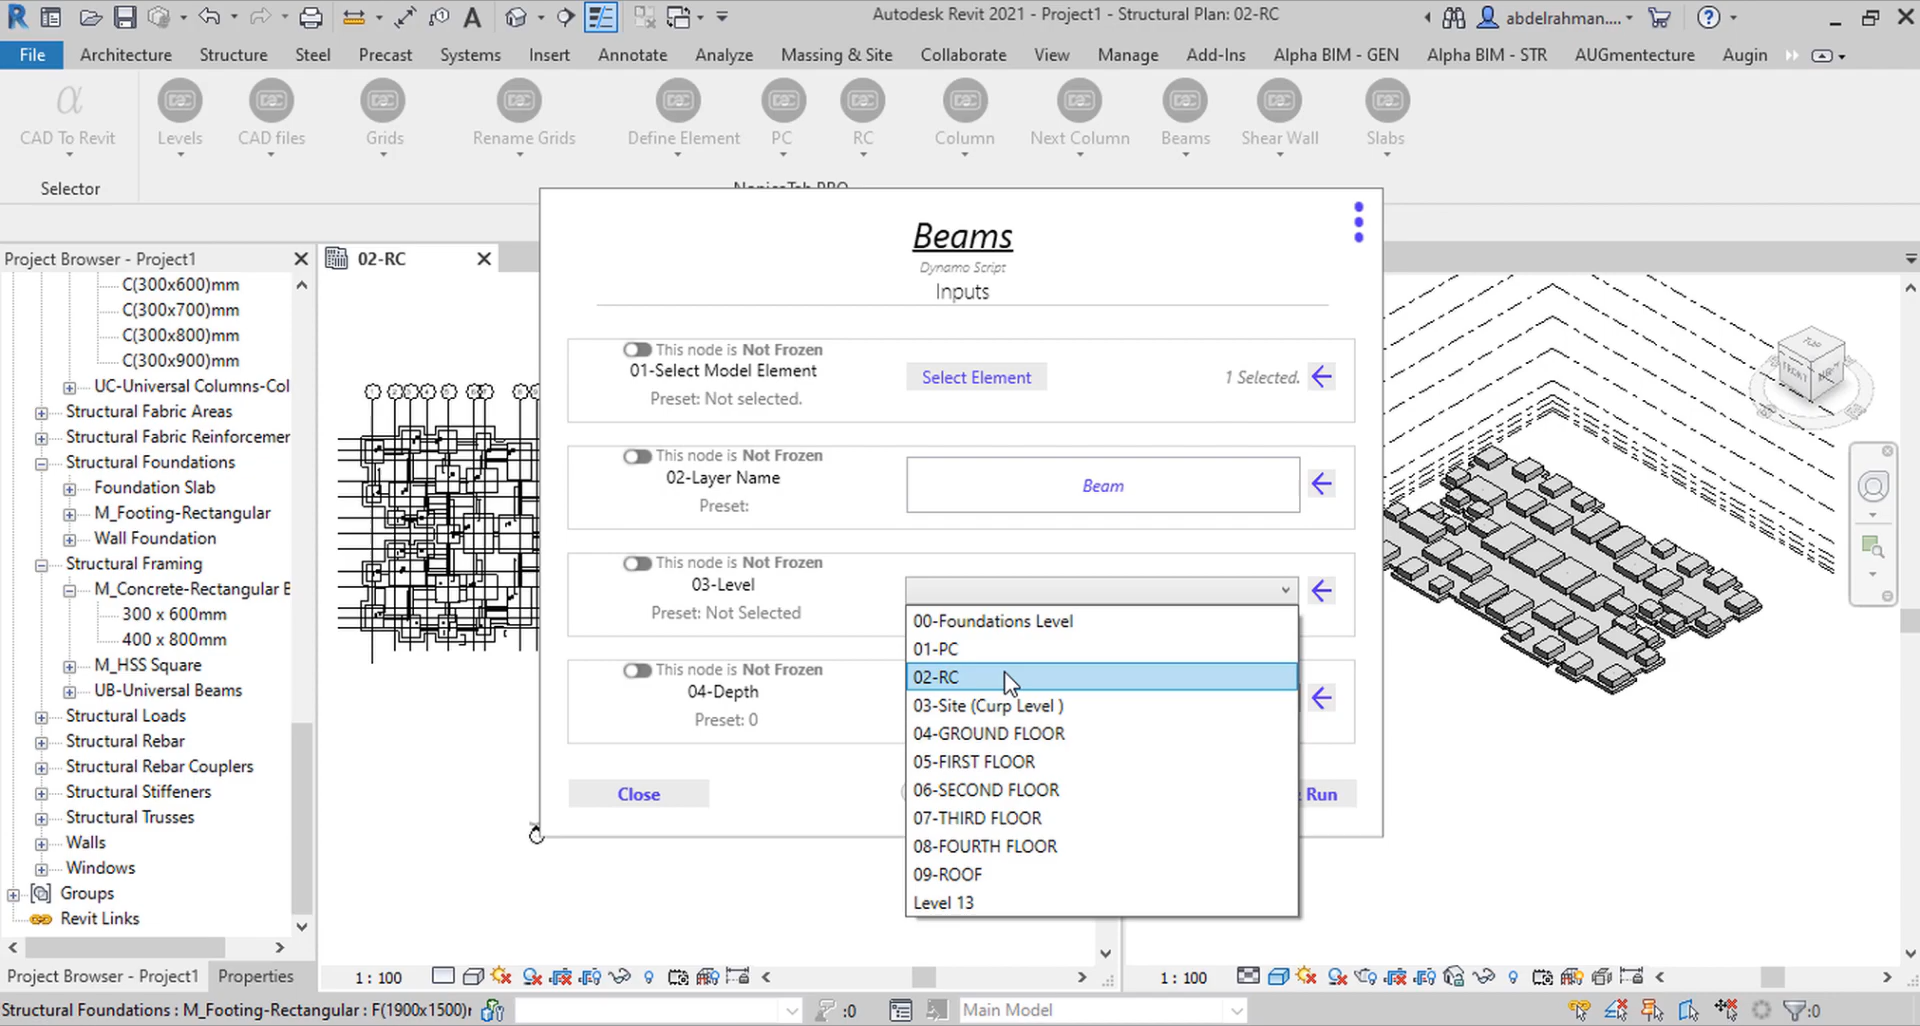 Autodesk Revit 2021 - Project1 - Structural Plan: 02-RC
abdelrahman....
File Architecture Structure Steel Precast Systems Insert Annotate Analyze Massing & Site Collaborate View Manage Add-Ins Alpha BIM - GEN Alpha BIM - STR AUGmentecture Augin
CAD To Revit Levels CAD files Grids Rename Grids Define Element PC RC Column Next Column Beams Shear Wall Slabs
Selector
Project Browser - Project1
02-RC
C(300x600)mm
C(300x700)mm
C(300x800)mm
C(300x900)mm
UC-Universal Columns-Col
Structural Fabric Areas
Structural Fabric Reinforcemer
Structural Foundations
Foundation Slab
M_Footing-Rectangular
Wall Foundation
Structural Framing
M_Concrete-Rectangular B
300 x 600mm
400 x 800mm
M_HSS Square
UB-Universal Beams
Structural Loads
Structural Rebar
Structural Rebar Couplers
Structural Stiffeners
Structural Trusses
Walls
Windows
Groups
Revit Links
Project Browser - Project1 Properties
Beams
Dynamo Script
Inputs
This node is Not Frozen
01-Select Model Element
Preset: Not selected.
Select Element
1 Selected.
This node is Not Frozen
02-Layer Name
Preset:
Beam
This node is Not Frozen
03-Level
Preset: Not Selected
00-Foundations Level
01-PC
02-RC
03-Site (Curp Level )
04-GROUND FLOOR
05-FIRST FLOOR
06-SECOND FLOOR
07-THIRD FLOOR
08-FOURTH FLOOR
09-ROOF
Level 13
This node is Not Frozen
04-Depth
Preset: 0
Close
Run
TOP
FRONT
1 : 100
1 : 100
Structural Foundations : M_Footing-Rectangular : F(1900x1500)r
:0
Main Model
:0